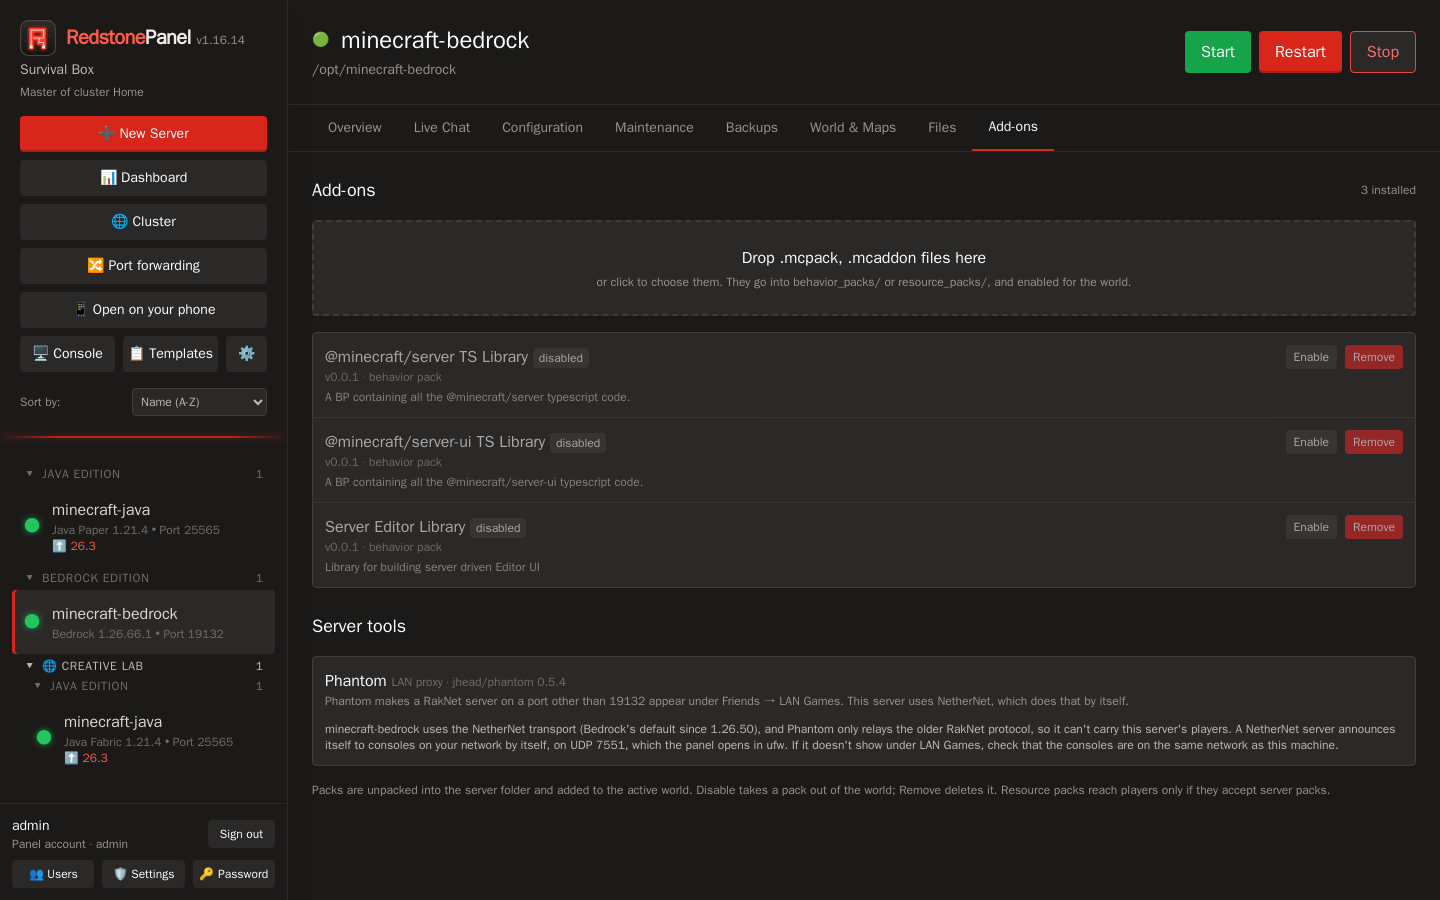 RedstonePanel v1.16.14
Survival Box
Master of cluster Home
New Server
Dashboard
Cluster
Port forwarding
Open on your phone
Console
Templates
Sort by:
Name (A-Z)
JAVA EDITION 1
minecraft-java
Java Paper 1.21.4 • Port 25565
26.3
BEDROCK EDITION 1
minecraft-bedrock
Bedrock 1.26.66.1 • Port 19132
CREATIVE LAB 1
JAVA EDITION 1
minecraft-java
Java Fabric 1.21.4 • Port 25565
26.3
admin
Panel account · admin
Sign out
Users
Settings
Password
minecraft-bedrock
/opt/minecraft-bedrock
Start
Restart
Stop
Overview
Live Chat
Configuration
Maintenance
Backups
World & Maps
Files
Add-ons
Add-ons
3 installed
Drop .mcpack, .mcaddon files here
or click to choose them. They go into behavior_packs/ or resource_packs/, and enabled for the world.
@minecraft/server TS Library disabled
v0.0.1 · behavior pack
A BP containing all the @minecraft/server typescript code.
Enable
Remove
@minecraft/server-ui TS Library disabled
v0.0.1 · behavior pack
A BP containing all the @minecraft/server-ui typescript code.
Enable
Remove
Server Editor Library disabled
v0.0.1 · behavior pack
Library for building server driven Editor UI
Enable
Remove
Server tools
Phantom LAN proxy · jhead/phantom 0.5.4
Phantom makes a RakNet server on a port other than 19132 appear under Friends → LAN Games. This server uses NetherNet, which does that by itself.
minecraft-bedrock uses the NetherNet transport (Bedrock's default since 1.26.50), and Phantom only relays the older RakNet protocol, so it can't carry this server's players. A NetherNet server announces
itself to consoles on your network by itself, on UDP 7551, which the panel opens in ufw. If it doesn't show under LAN Games, check that the consoles are on the same network as this machine.
Packs are unpacked into the server folder and added to the active world. Disable takes a pack out of the world; Remove deletes it. Resource packs reach players only if they accept server packs.